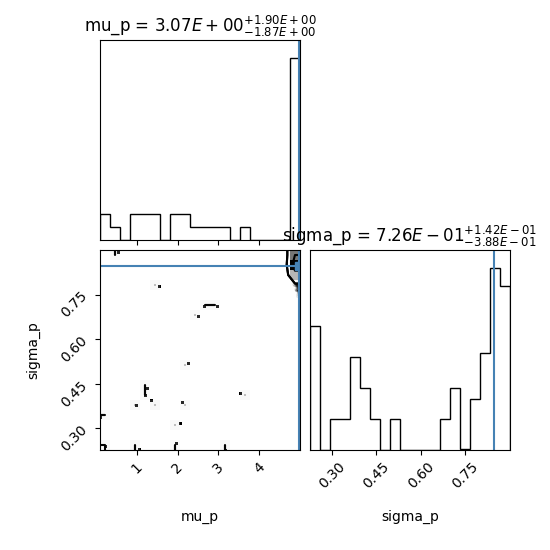 mu_p = 3.07E + 00+1.90E+00−1.87E+00
sigma_p = 7.26E − 01+1.42E−01−3.88E−01
0.75
0.60
0.45
0.30
sigma_p
1 2 3 4
0.30 0.45 0.60 0.75
mu_p sigma_p